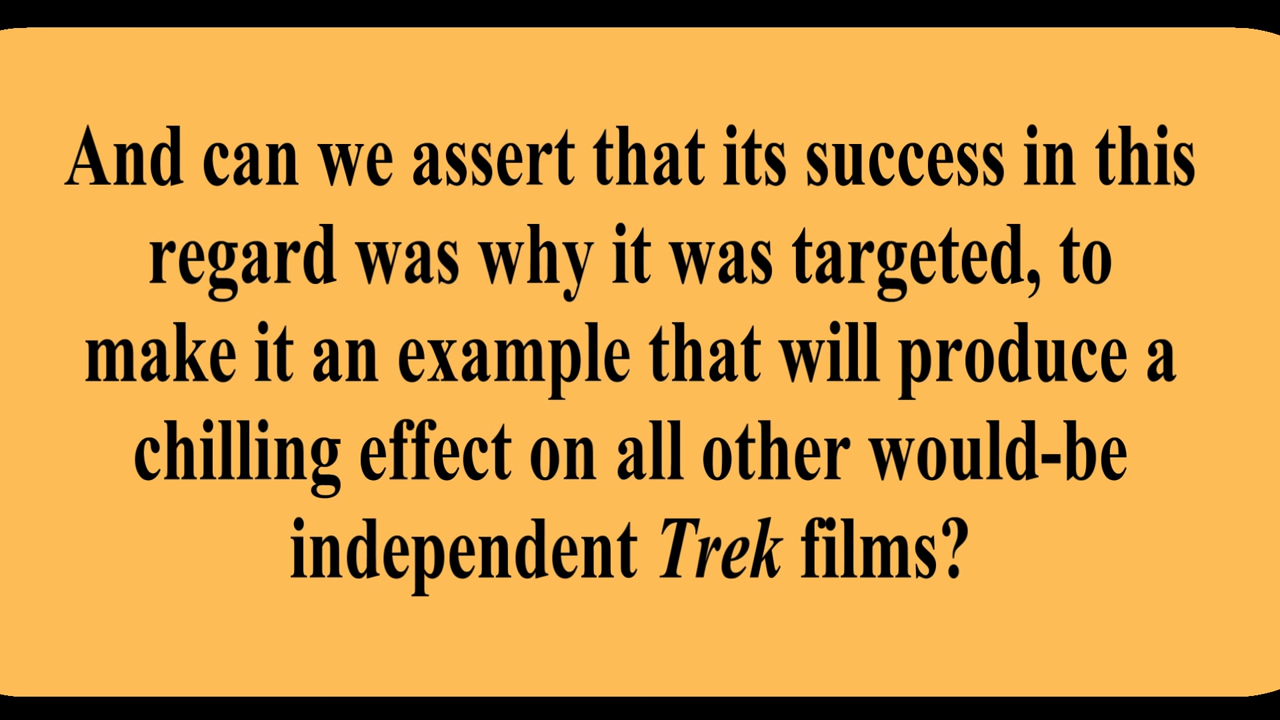 And can we assert that its success in this
regard was why it was targeted, to
make it an example that will produce a
chilling effect on all other would-be
independent Trek films?